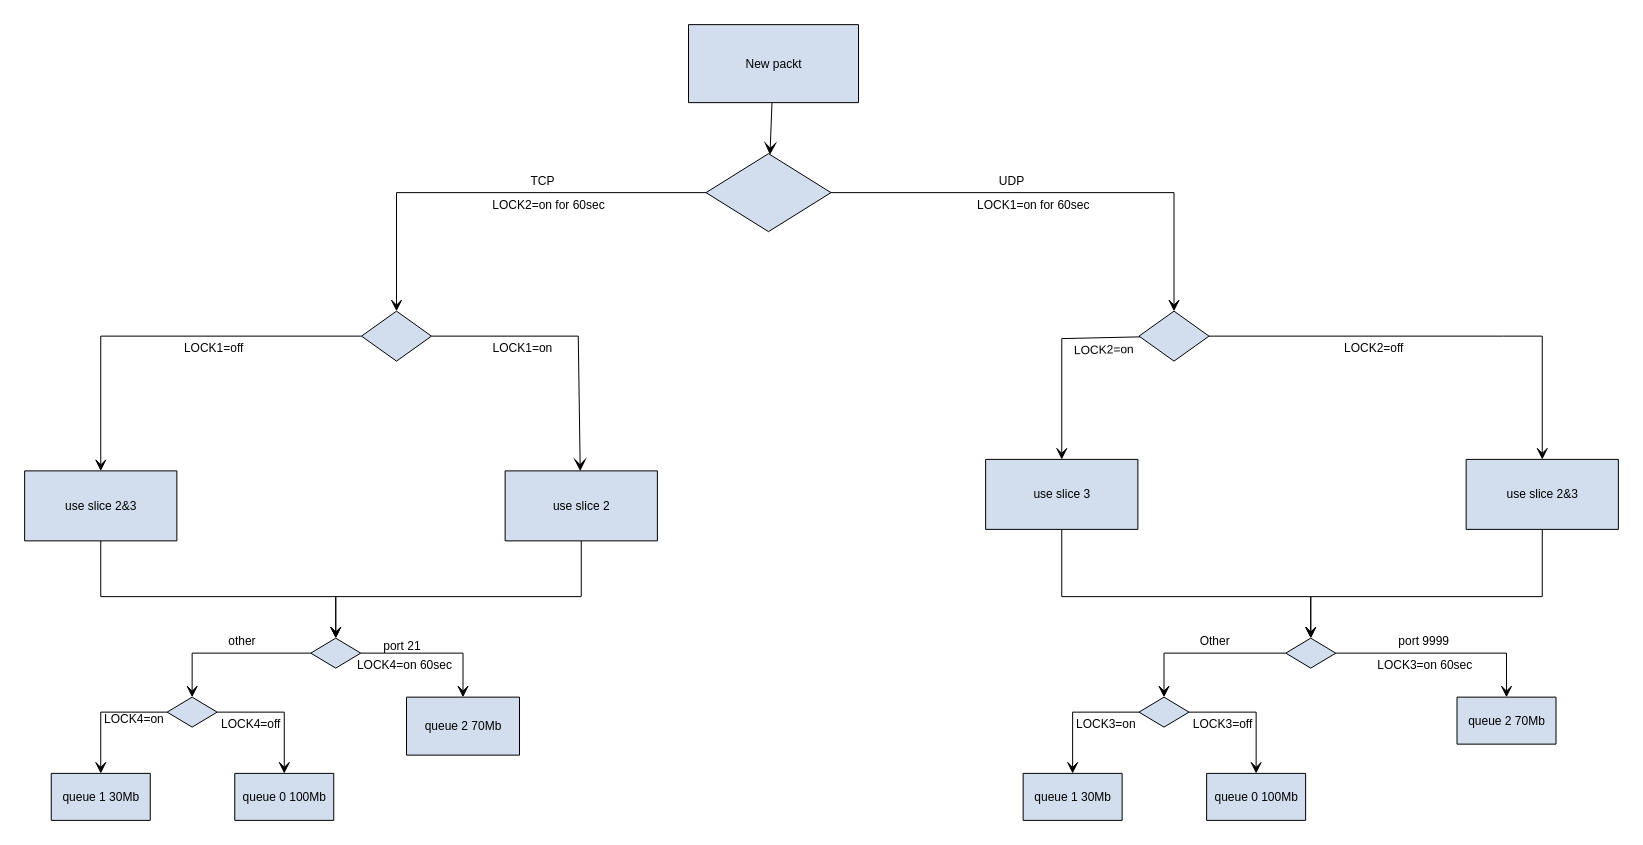 New packt
TCP
LOCK2=on for 60sec
UDP
LOCK1=on for 60sec
LOCK1=off
LOCK1=on
LOCK2=on
LOCK2=off
use slice 2&3
use slice 2
use slice 3
use slice 2&3
other
port 21
LOCK4=on 60sec
Other
port 9999
LOCK3=on 60sec
LOCK4=on
LOCK4=off
queue 2 70Mb
LOCK3=on
LOCK3=off
queue 2 70Mb
queue 1 30Mb
queue 0 100Mb
queue 1 30Mb
queue 0 100Mb